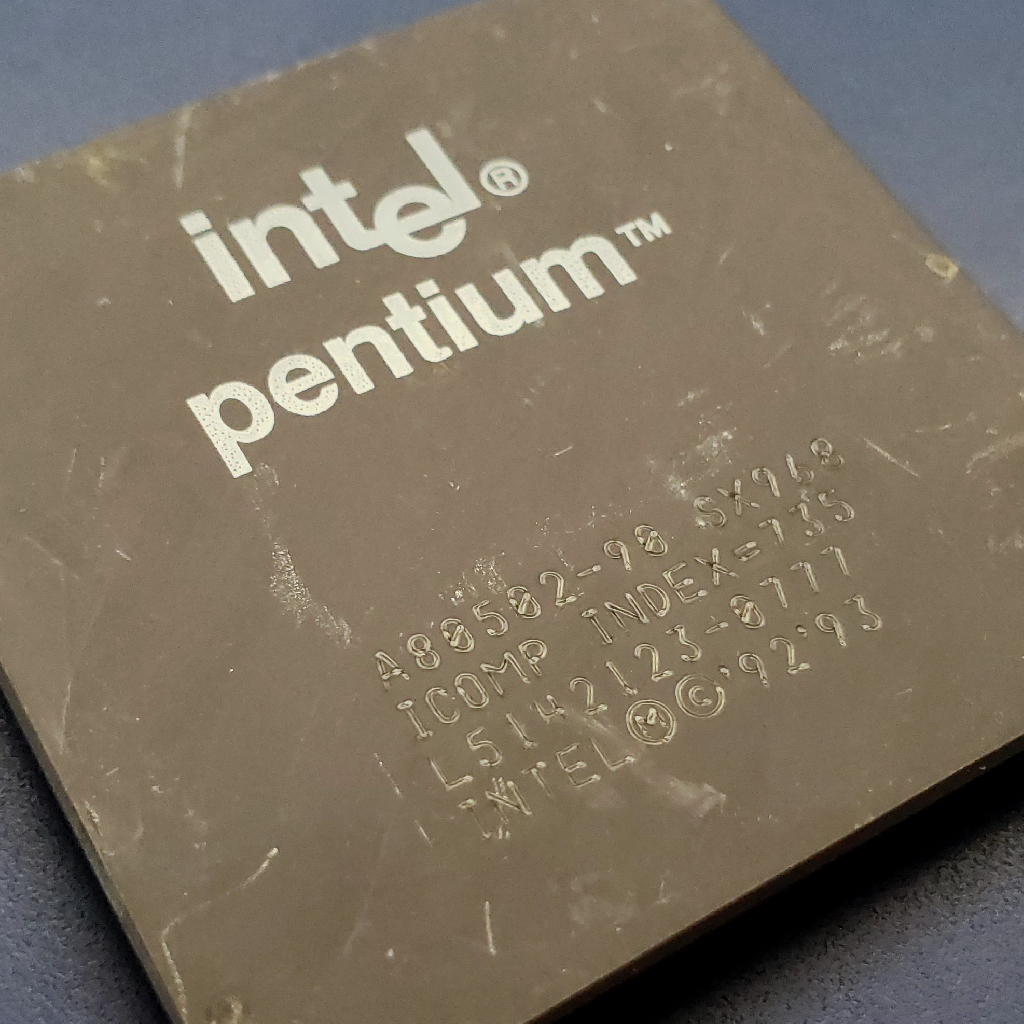 intel®
pentium™
A80502-90 SX968
ICOMP INDEX=735
L5142123-0777
INTEL Ⓜ © '92 '93